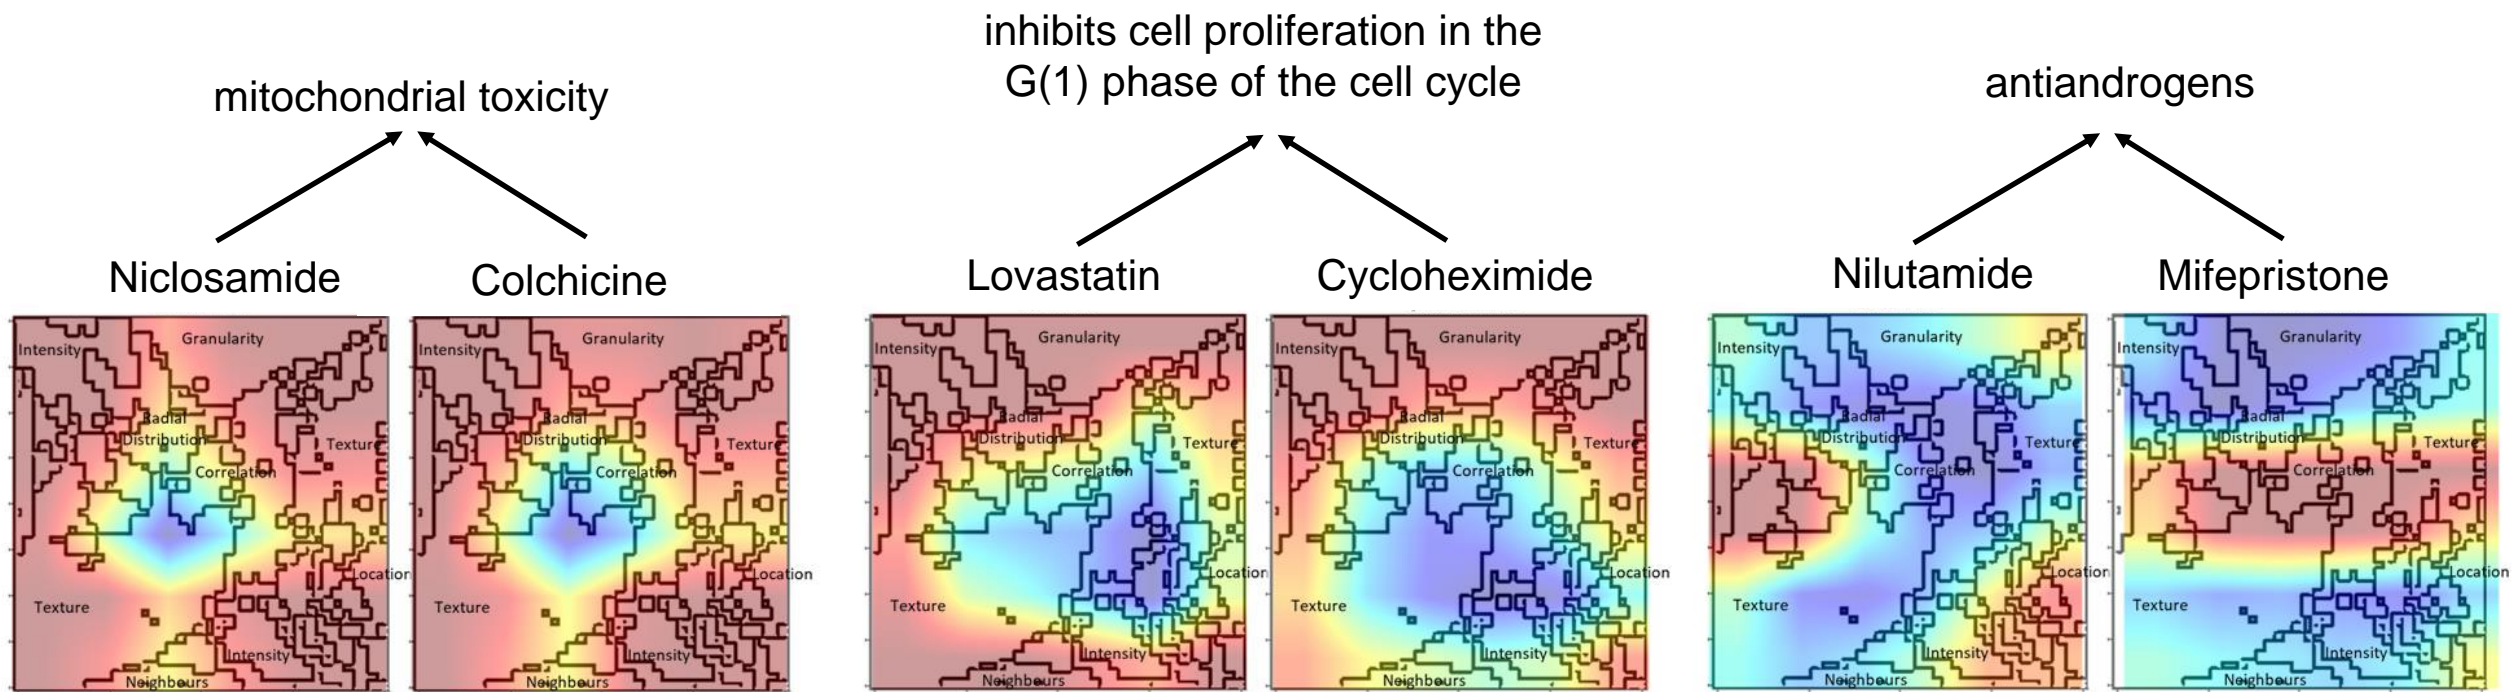 mitochondrial toxicity
inhibits cell proliferation in the
G(1) phase of the cell cycle
antiandrogens
Niclosamide
Colchicine
Lovastatin
Cycloheximide
Nilutamide
Mifepristone
Granularity
Intensity
Radial
Distribution
Texture
Correlation
Location
Texture
Intensity
Neighbours
Granularity
Intensity
Radial
Distribution
Texture
Correlation
Location
Texture
Intensity
Neighbours
Granularity
Intensity
Radial
Distribution
Texture
Correlation
Location
Texture
Intensity
Neighbours
Granularity
Intensity
Radial
Distribution
Texture
Correlation
Location
Texture
Intensity
Neighbours
Granularity
Intensity
Radial
Distribution
Texture
Correlation
Location
Texture
Intensity
Neighbours
Granularity
Intensity
Radial
Distribution
Texture
Correlation
Location
Texture
Intensity
Neighbours